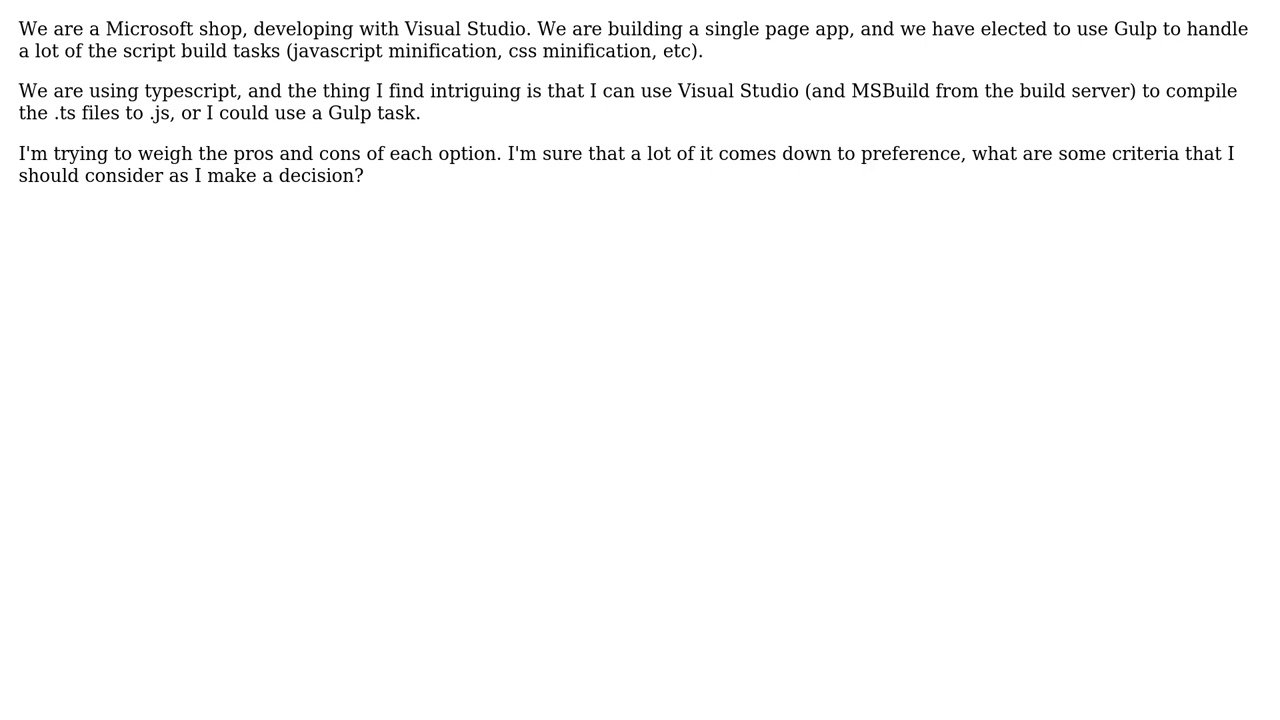 We are a Microsoft shop, developing with Visual Studio. We are building a single page app, and we have elected to use Gulp to handle
a lot of the script build tasks (javascript minification, css minification, etc).
We are using typescript, and the thing I find intriguing is that I can use Visual Studio (and MSBuild from the build server) to compile
the .ts files to .js, or I could use a Gulp task.
I'm trying to weigh the pros and cons of each option. I'm sure that a lot of it comes down to preference, what are some criteria that I
should consider as I make a decision?